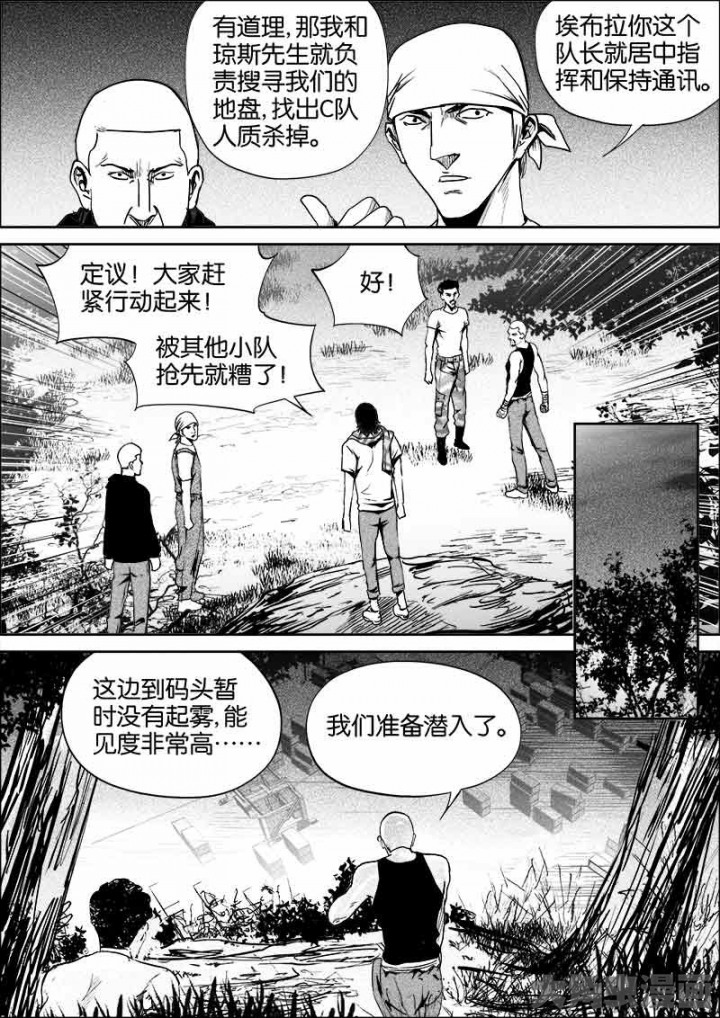 有道理，那我和
琼斯先生就负
责搜寻我们的
地盘，找出C队
人质杀掉。
埃布拉你这个
队长就居中指
挥和保持通讯。
定议！大家赶
紧行动起来！
被其他小队
抢先就糟了！
好！
这边到码头暂
时没有起雾，能
见度非常高……
我们准备潜入了。